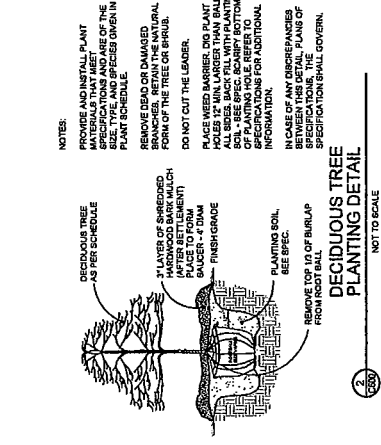 NOTES:
PROVIDE AND INSTALL PLANT
MATERIALS THAT MEET
SPECIFICATIONS AND ARE OF THE
SIZE, TYPE, AND SPECIES GIVEN IN
PLANT SCHEDULE.
REMOVE DEAD OR DAMAGED
BRANCHES, RETAIN THE NATURAL
FORM OF THE TREE OR SHRUB.
DO NOT CUT THE LEADER.
PLACE WEED BARRIER. DIG PLANT
HOLES 12" MIN. LARGER THAN BALL
ALL SIDES. BACK FILL WITH PLANTING
SOIL - SEE SPEC. SCARIFY BOTTOM
OF PLANTING HOLE. REFER TO
SPECIFICATIONS FOR ADDITIONAL
INFORMATION.
IN CASE OF ANY DISCREPANCIES
BETWEEN THIS DETAIL, PLANS OF
SPECIFICATIONS, THE
SPECIFICATION SHALL GOVERN.
DECIDUOUS TREE
AS PER SCHEDULE
3" LAYER OF SHREDDED
HARDWOOD BARK MULCH
(AFTER SETTLEMENT)
PLACE TO FORM
SAUCER - 4' DIAM
FINISH GRADE
PLANTING SOIL,
SEE SPEC.
REMOVE TOP 1/3 OF BURLAP
FROM ROOT BALL
2
C600
DECIDUOUS TREE
PLANTING DETAIL
NOT TO SCALE